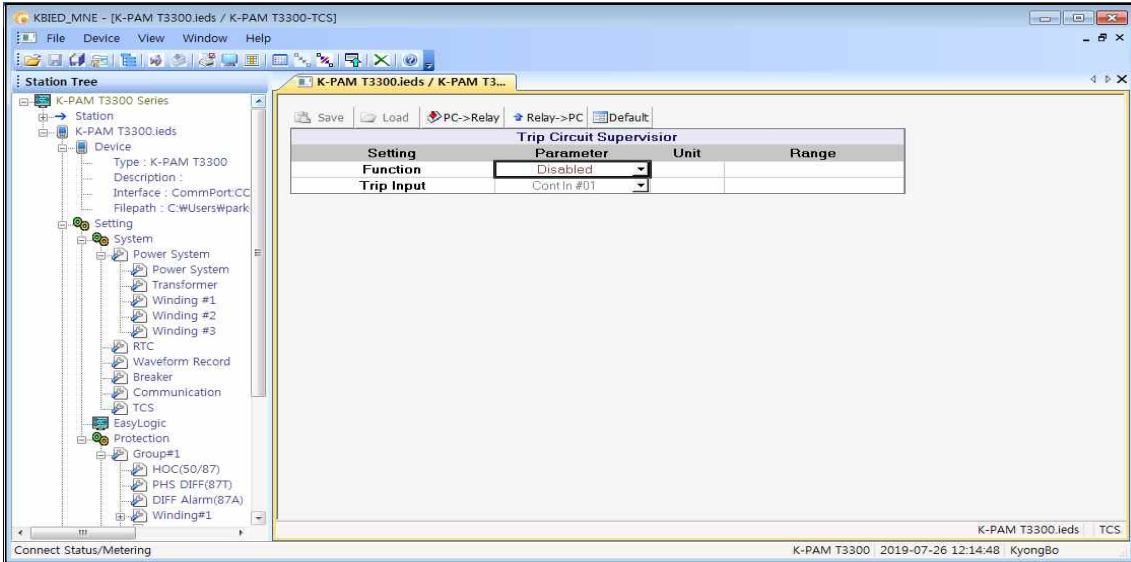 KBIED_MNE - [K-PAM T3300.ieds / K-PAM T3300-TCS]
File Device View Window Help
Station Tree
K-PAM T3300.ieds / K-PAM T3...
K-PAM T3300 Series
Station
K-PAM T3300.ieds
Device
Type : K-PAM T3300
Description :
Interface : CommPort:CC
Filepath : C:₩Users₩park
Setting
System
Power System
Power System
Transformer
Winding #1
Winding #2
Winding #3
RTC
Waveform Record
Breaker
Communication
TCS
EasyLogic
Protection
Group#1
HOC(50/87)
PHS DIFF(87T)
DIFF Alarm(87A)
Winding#1
Save Load PC->Relay Relay->PC Default
Trip Circuit Supervisior
Setting Parameter Unit Range
Function Disabled
Trip Input Cont In #01
K-PAM T3300.ieds TCS
Connect Status/Metering K-PAM T3300 2019-07-26 12:14:48 KyongBo